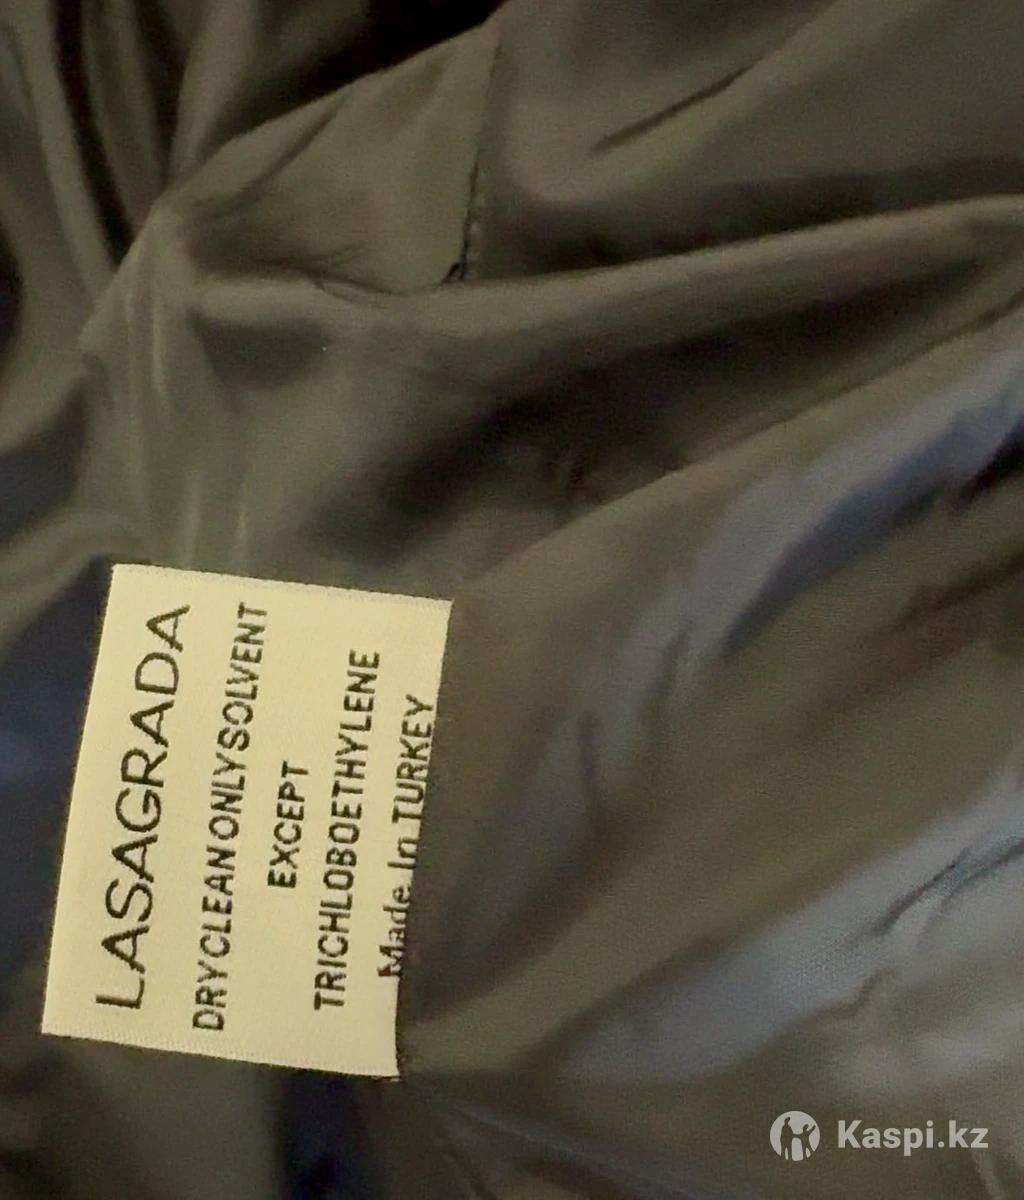 LASAGRADA
DRYCLEANONLYSOLVENT
EXCEPT
TRICHLOBOETHYLENE
Made In TURKEY
Kaspi.kz